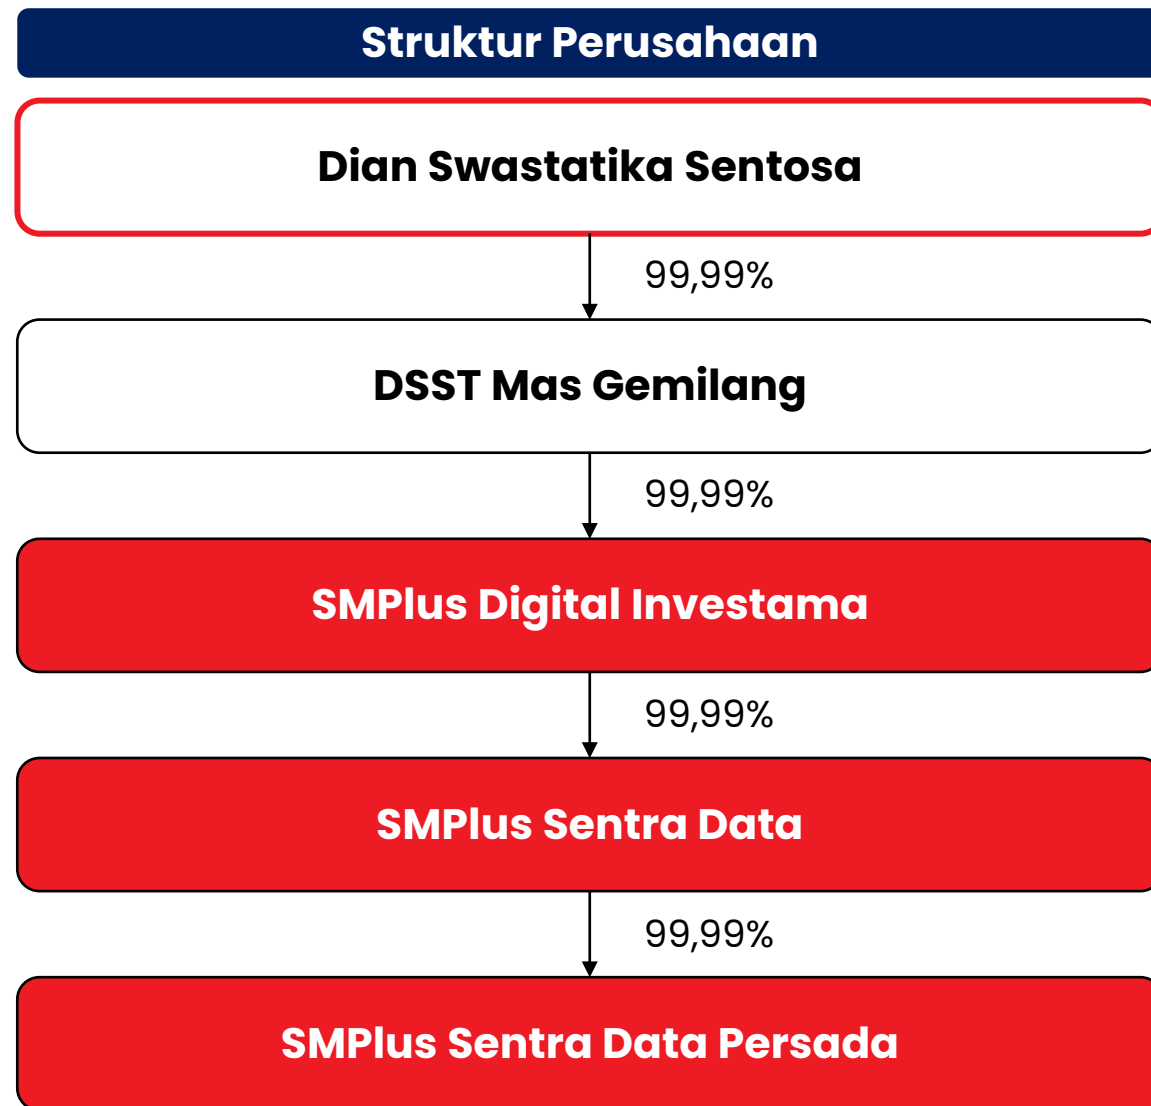 Struktur Perusahaan
Dian Swastatika Sentosa
99,99%
DSST Mas Gemilang
99,99%
SMPlus Digital Investama
99,99%
SMPlus Sentra Data
99,99%
SMPlus Sentra Data Persada